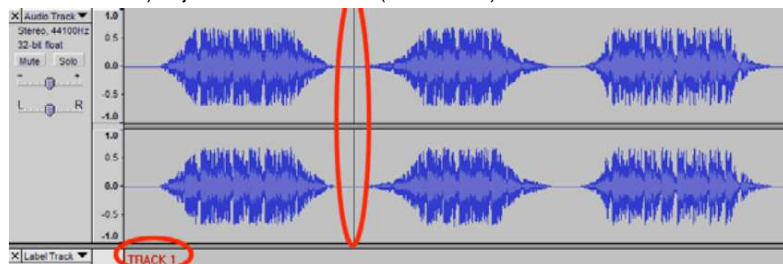 X Audio Track ▼
Stereo, 44100Hz
32-bit float
Mute Solo
- +
L R
1.0
0.5
0.0
-0.5
-1.0
1.0
0.5
0.0
-0.5
-1.0
X Label Track ▼
TRACK 1